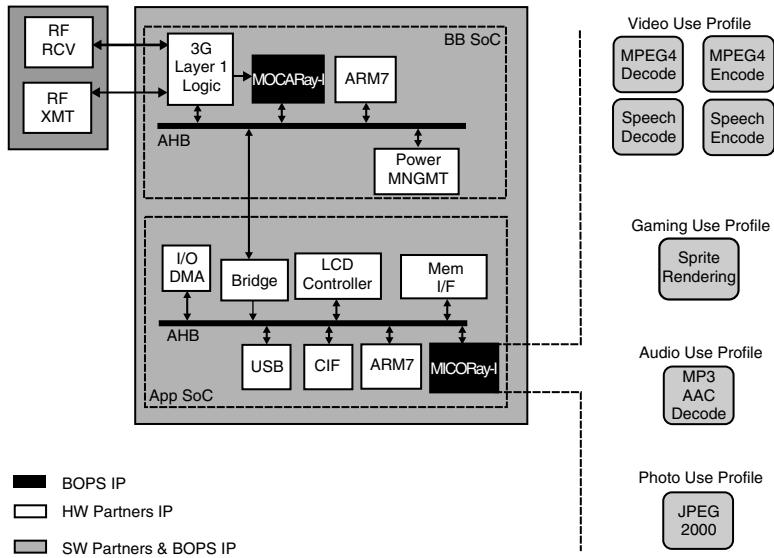 RF
RCV
RF
XMT
3G
Layer 1
Logic
MOCARay-I
ARM7
BB SoC
AHB
Power
MNGMT
I/O
DMA
Bridge
LCD
Controller
Mem
I/F
AHB
USB
CIF
ARM7
MICORay-I
App SoC
Video Use Profile
MPEG4
Decode
MPEG4
Encode
Speech
Decode
Speech
Encode
Gaming Use Profile
Sprite
Rendering
Audio Use Profile
MP3
AAC
Decode
Photo Use Profile
JPEG
2000
BOPS IP
HW Partners IP
SW Partners & BOPS IP